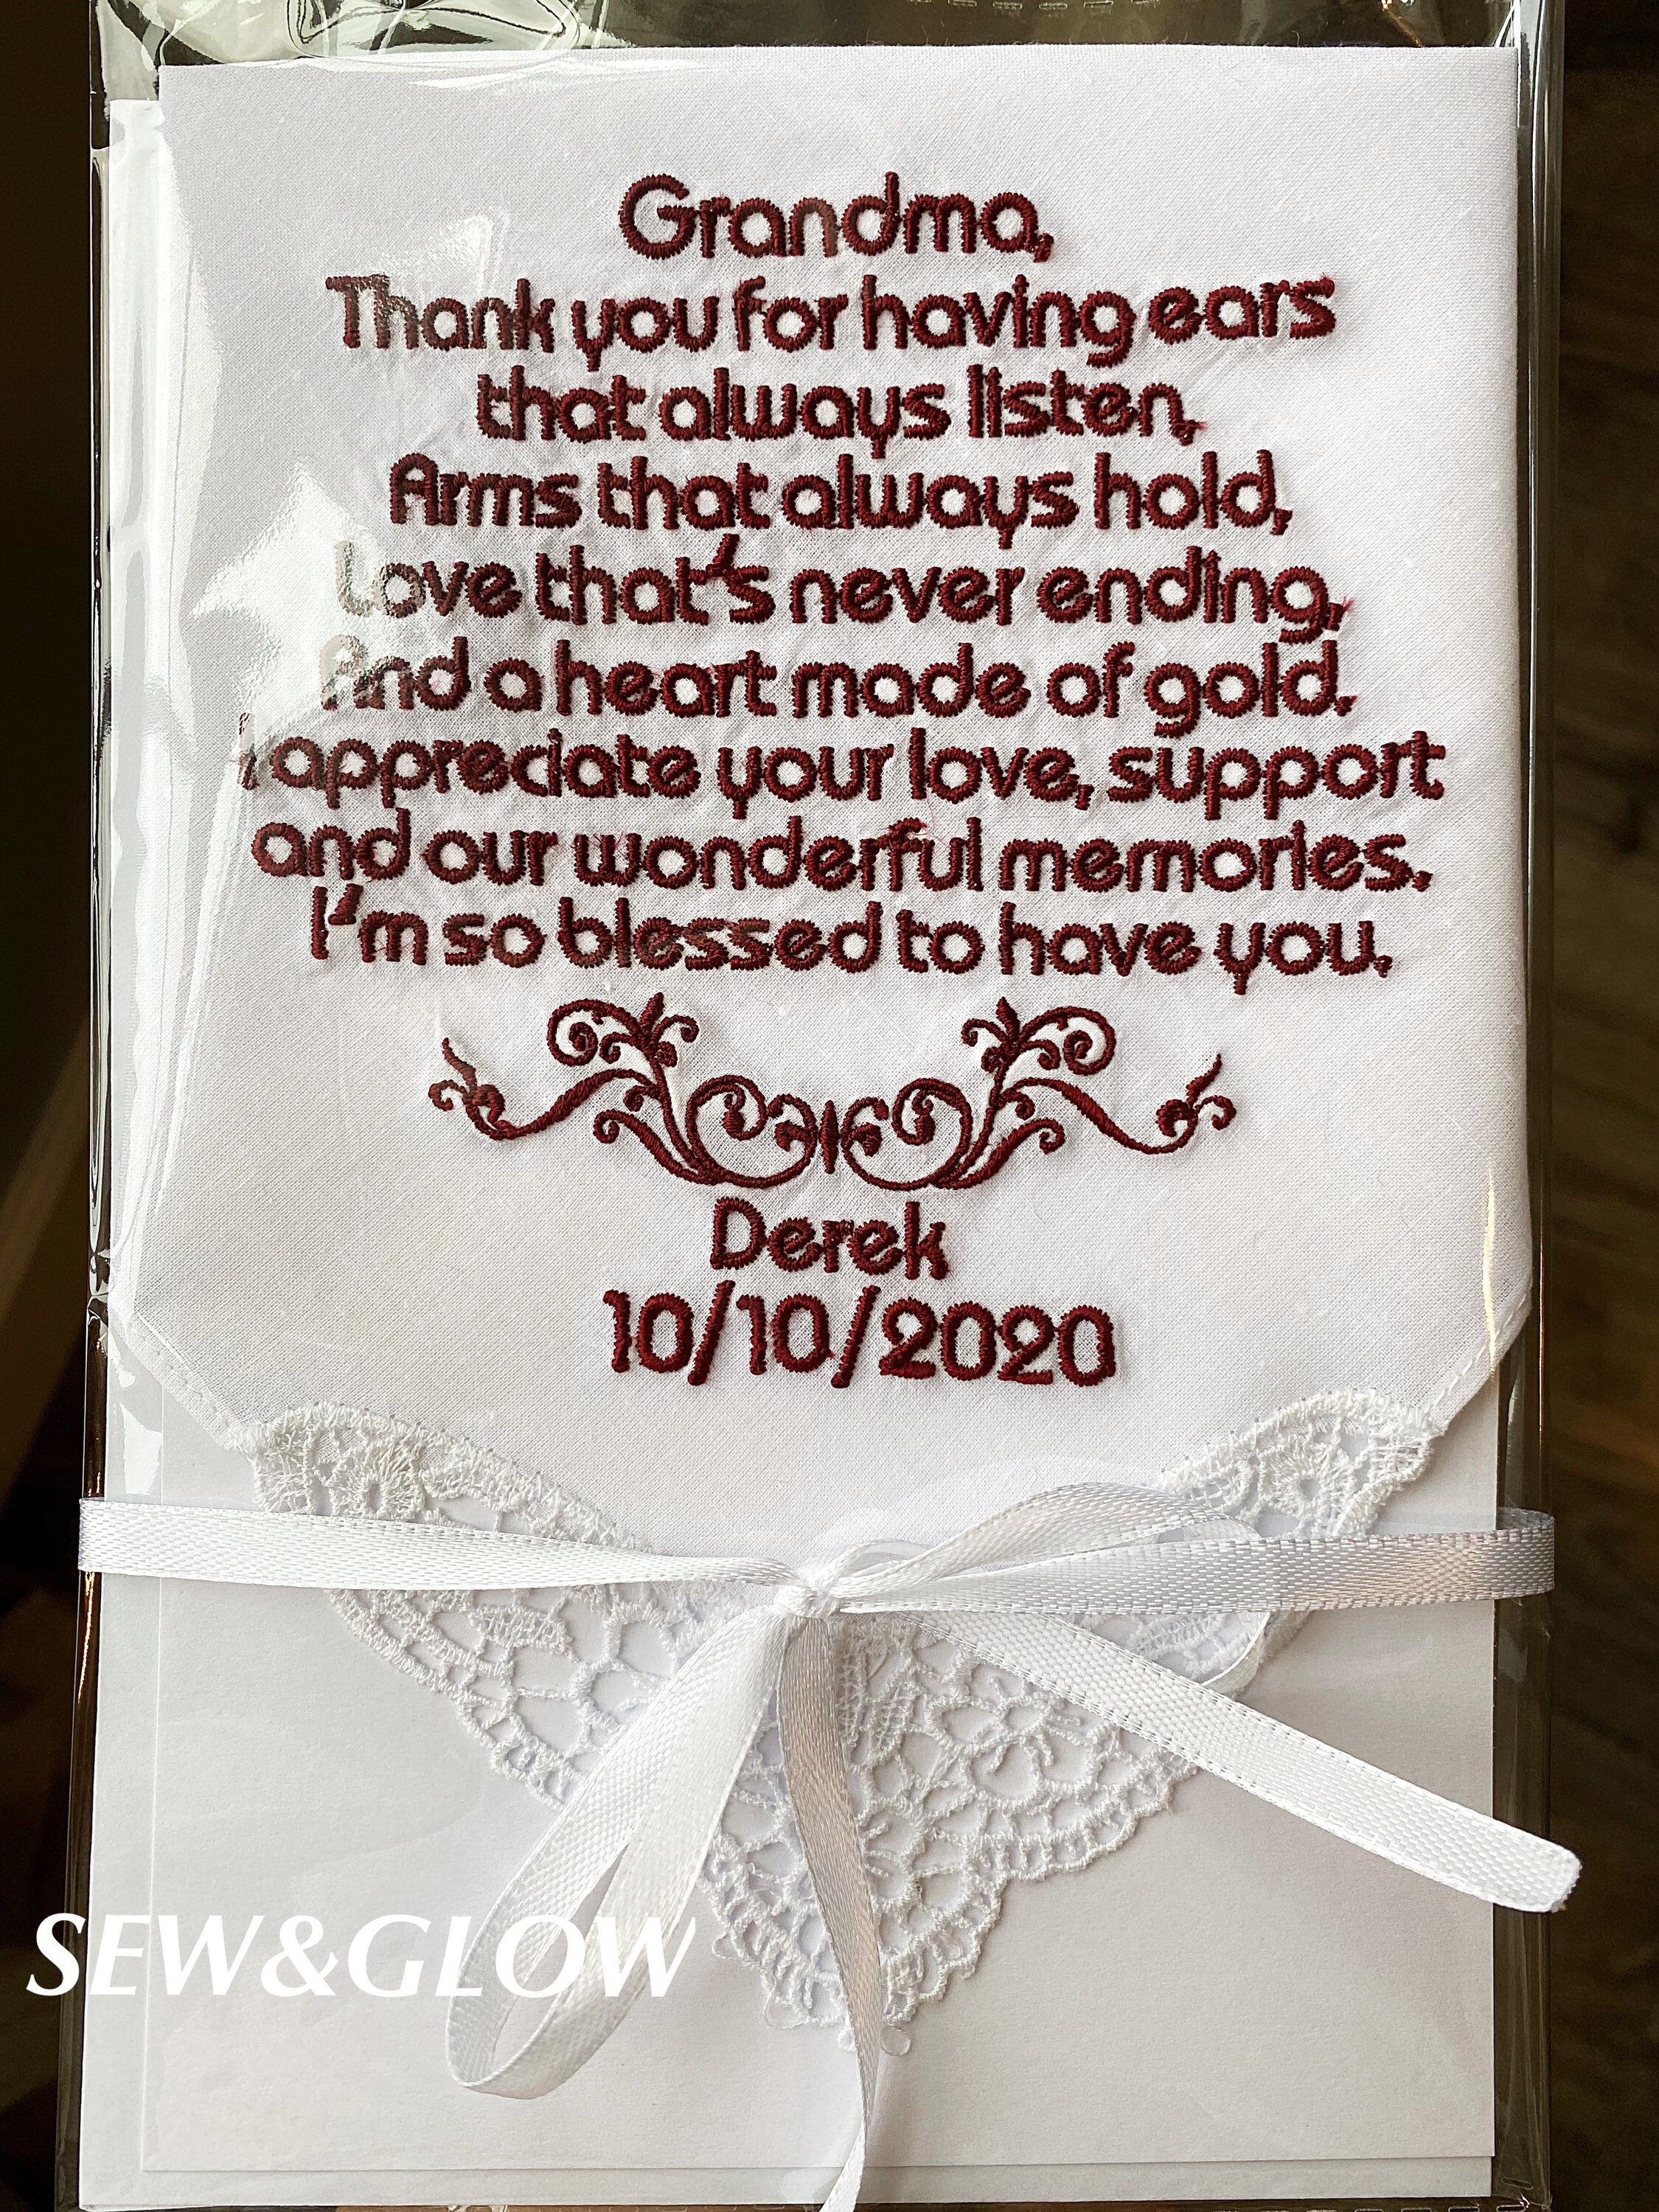 Grandma,
Thank you for having ears
that always listen,
Arms that always hold,
Love that's never ending,
And a heart made of gold.
I appreciate your love, support
and our wonderful memories.
I'm so blessed to have you.
Derek
10/10/2020
SEW&GLOW